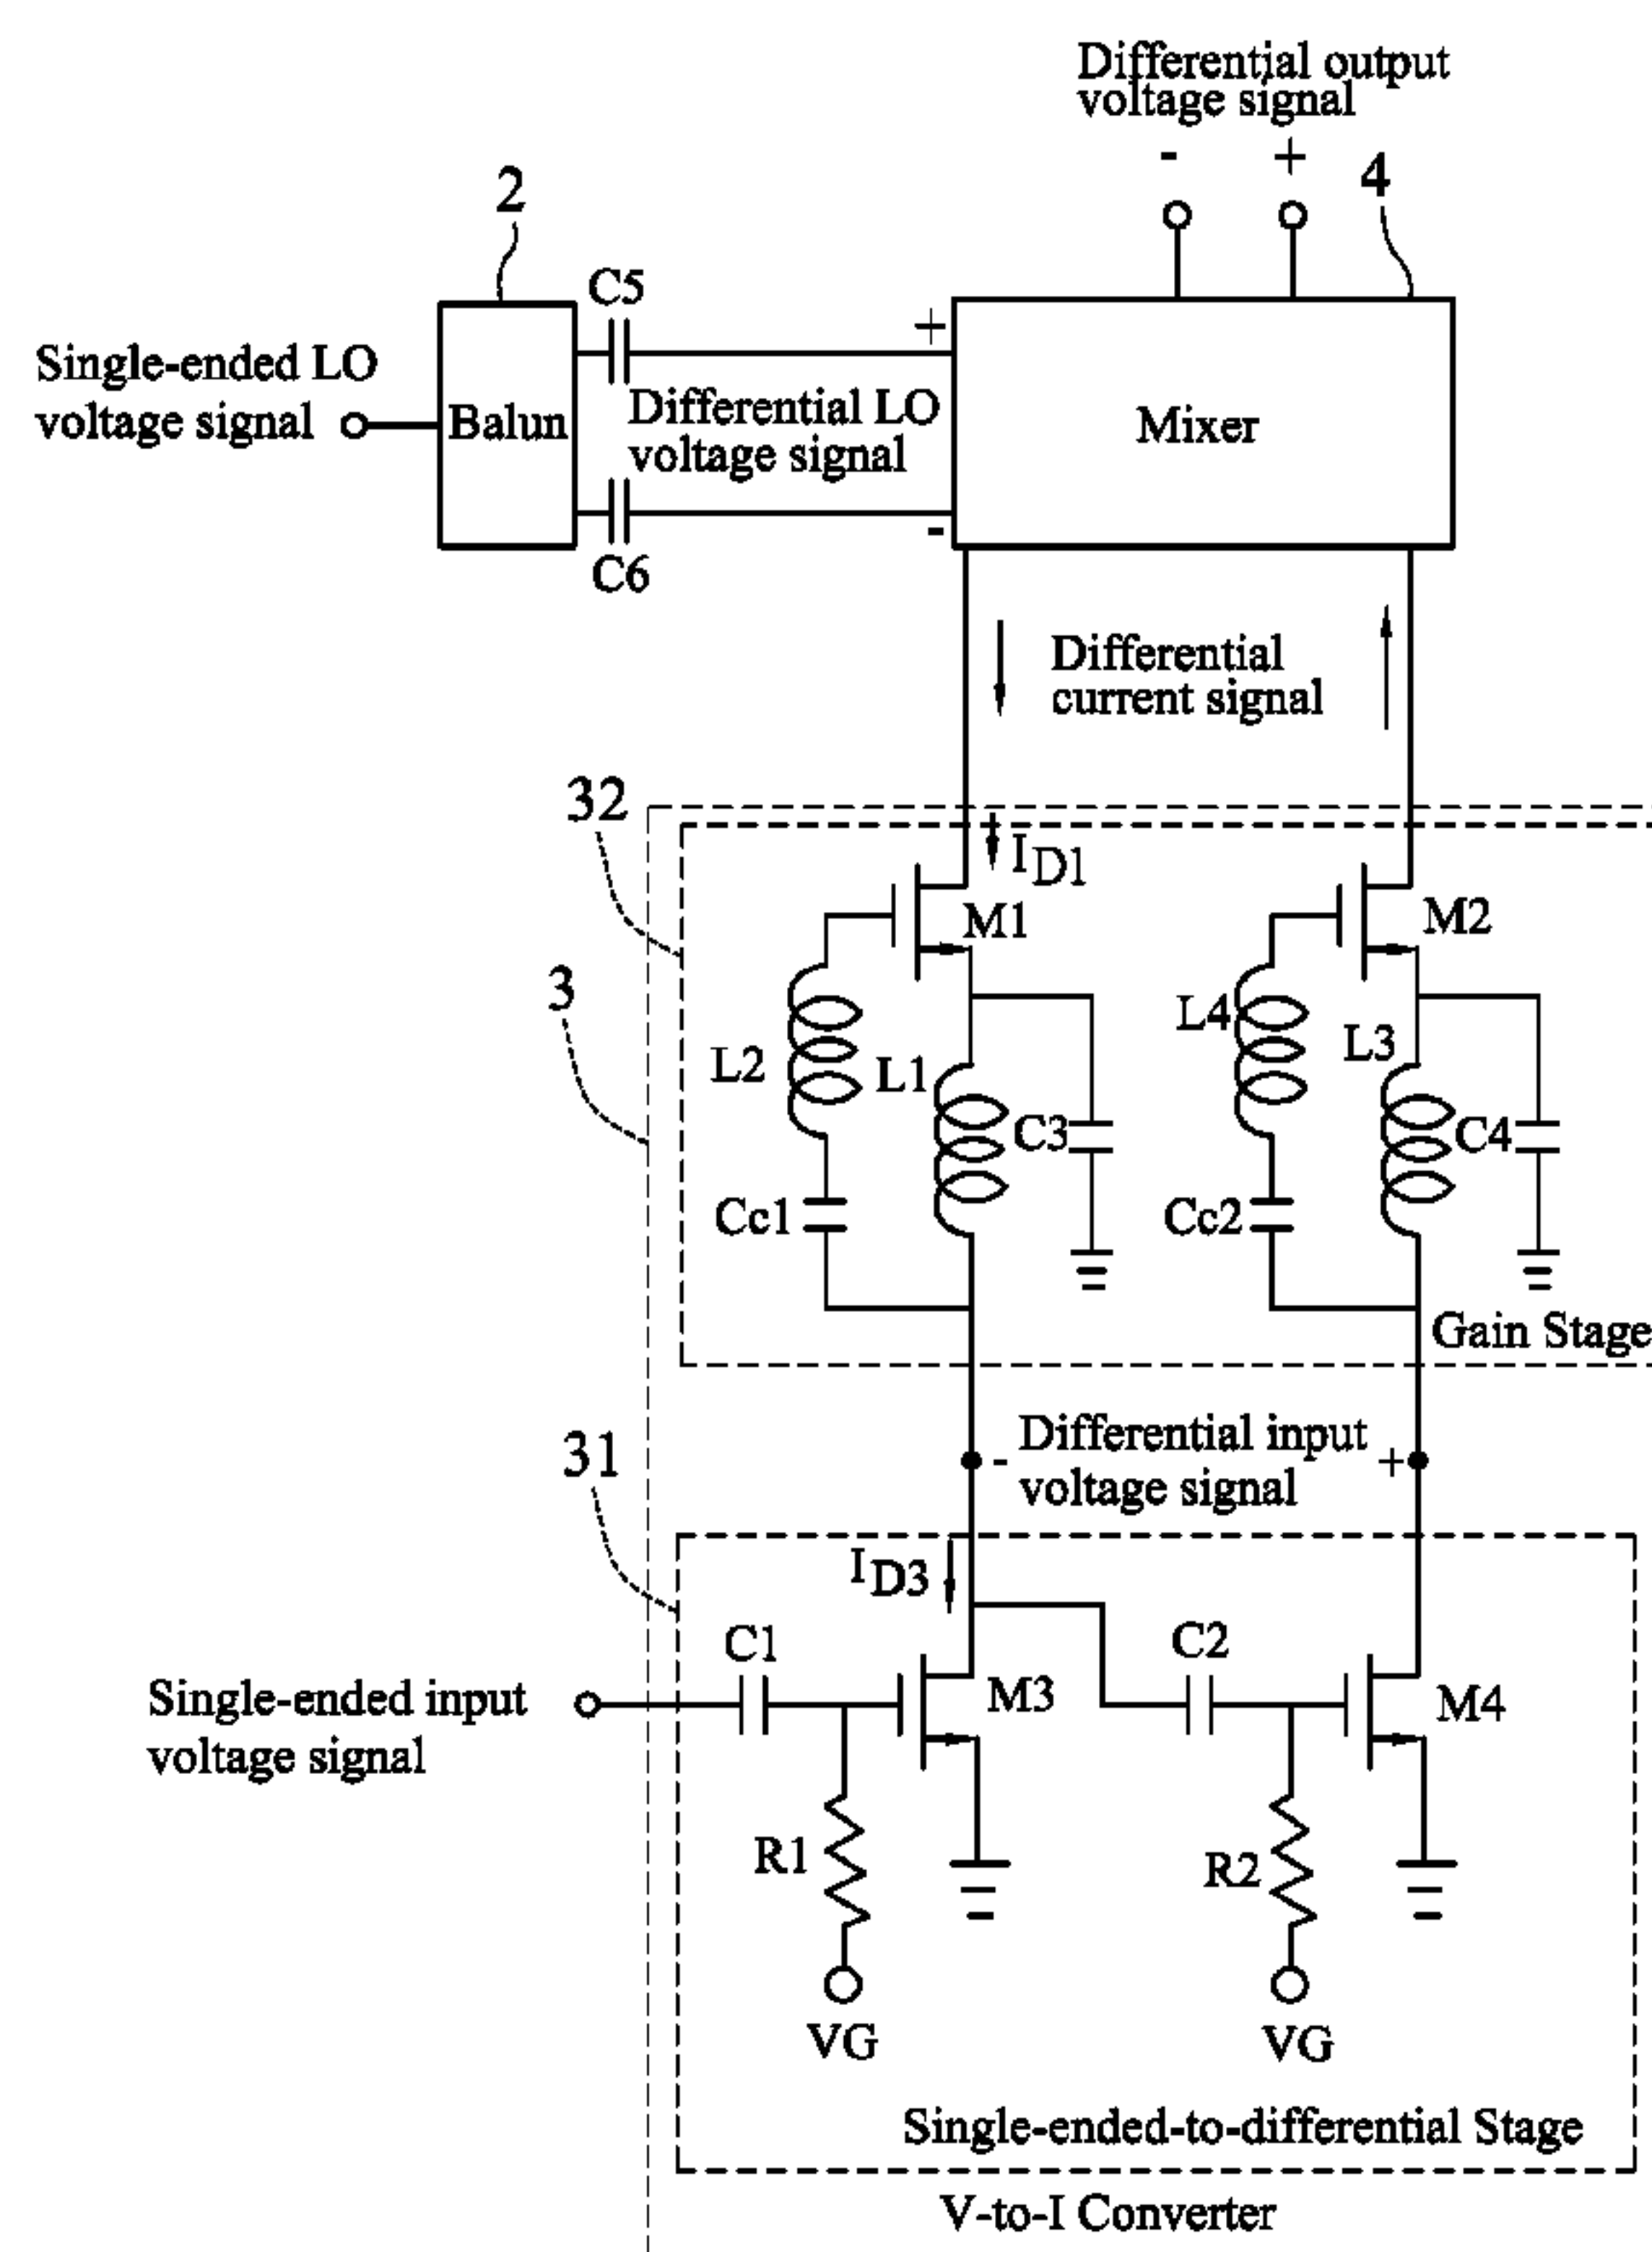 Differential output
voltage signal
- +
2
4
C5
+
Single-ended LO
voltage signal
Balun
Differential LO
voltage signal
Mixer
-
C6
Differential
current signal
32
I D1
M1
M2
3
L2
L1
L4
L3
C3
C4
Cc1
Cc2
Gain Stage
31
- Differential input +
voltage signal
I D3
C1
C2
Single-ended input
voltage signal
M3
M4
R1
R2
VG
VG
Single-ended-to-differential Stage
V-to-I Converter